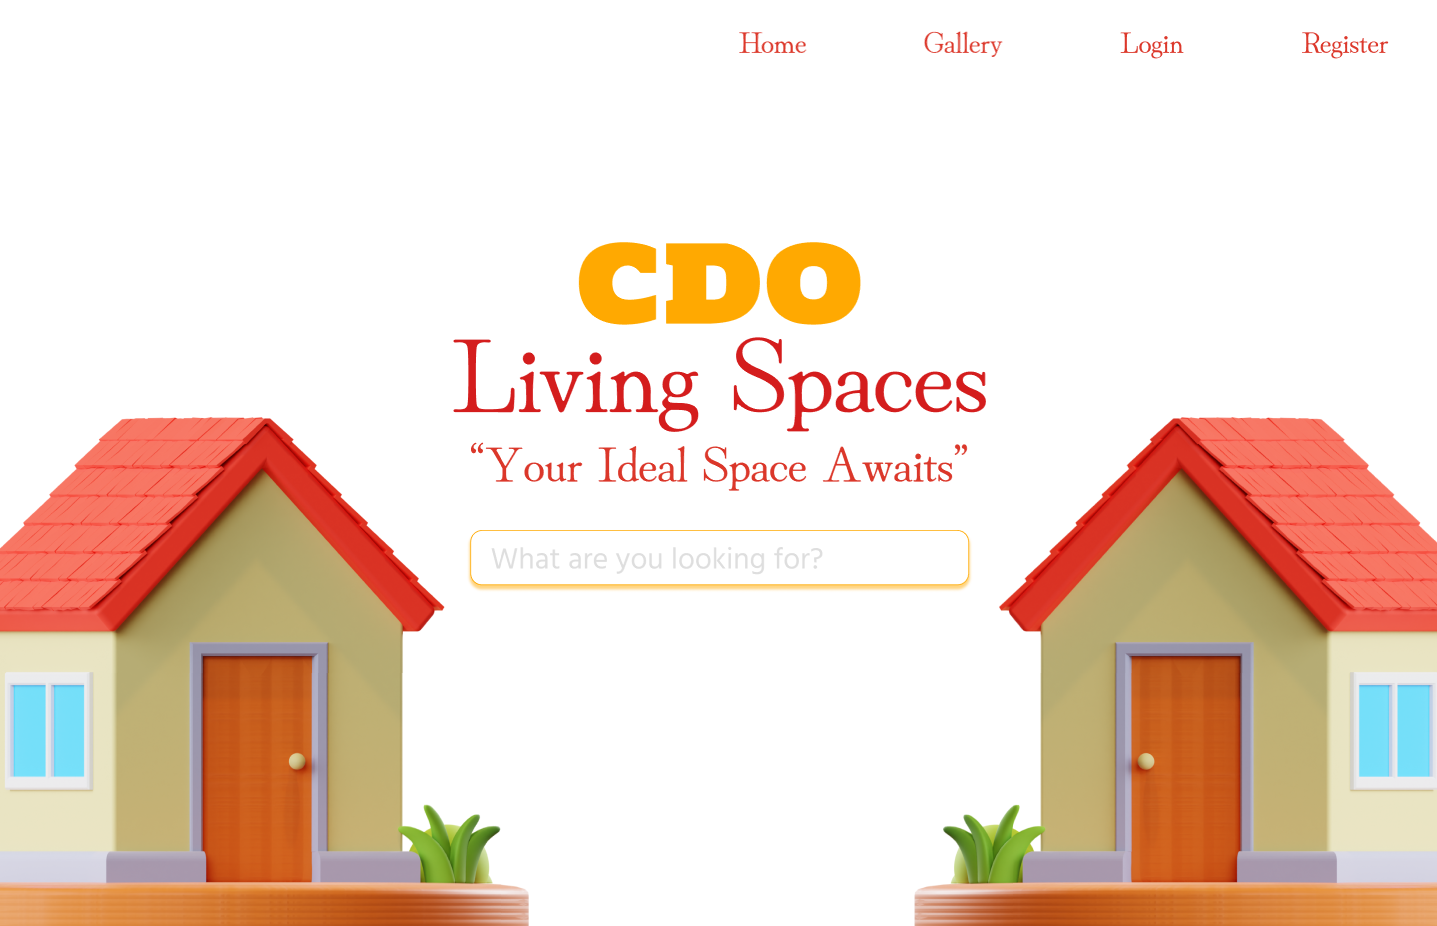 Home Gallery Login Register
CDO
Living Spaces
“Your Ideal Space Awaits”
What are you looking for?